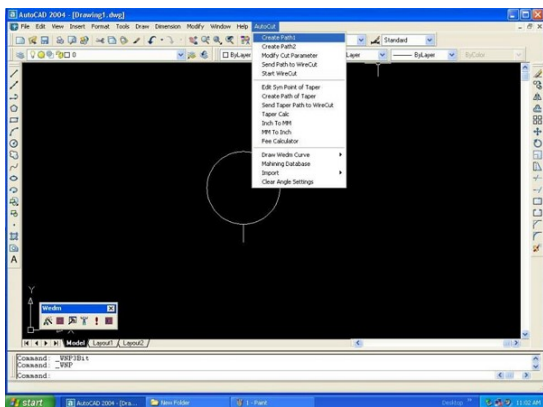 AutoCAD 2004 - [Drawing1.dwg]
File Edit View Insert Format Tools Draw Dimension Modify Window Help AutoCut
Standard
0 ByLayer Layer ByLayer ByColor
Create Path1
Create Path2
Modify Cut Parameter
Send Path to WireCut
Start WireCut
Edit Syn Point of Taper
Create Path of Taper
Send Taper Path to WireCut
Taper Calc
Inch To MM
MM To Inch
Fee Calculator
Draw Wedm Curve
Mahining Database
Import
Clear Angle Settings
A
Y
Wedm
X
Model Layout1 Layout2
Command: _WNP3Bit
Command: _WNP
Command:
start AutoCAD 2004 - [Dra... New Folder 1 - Paint Desktop 11:02 AM